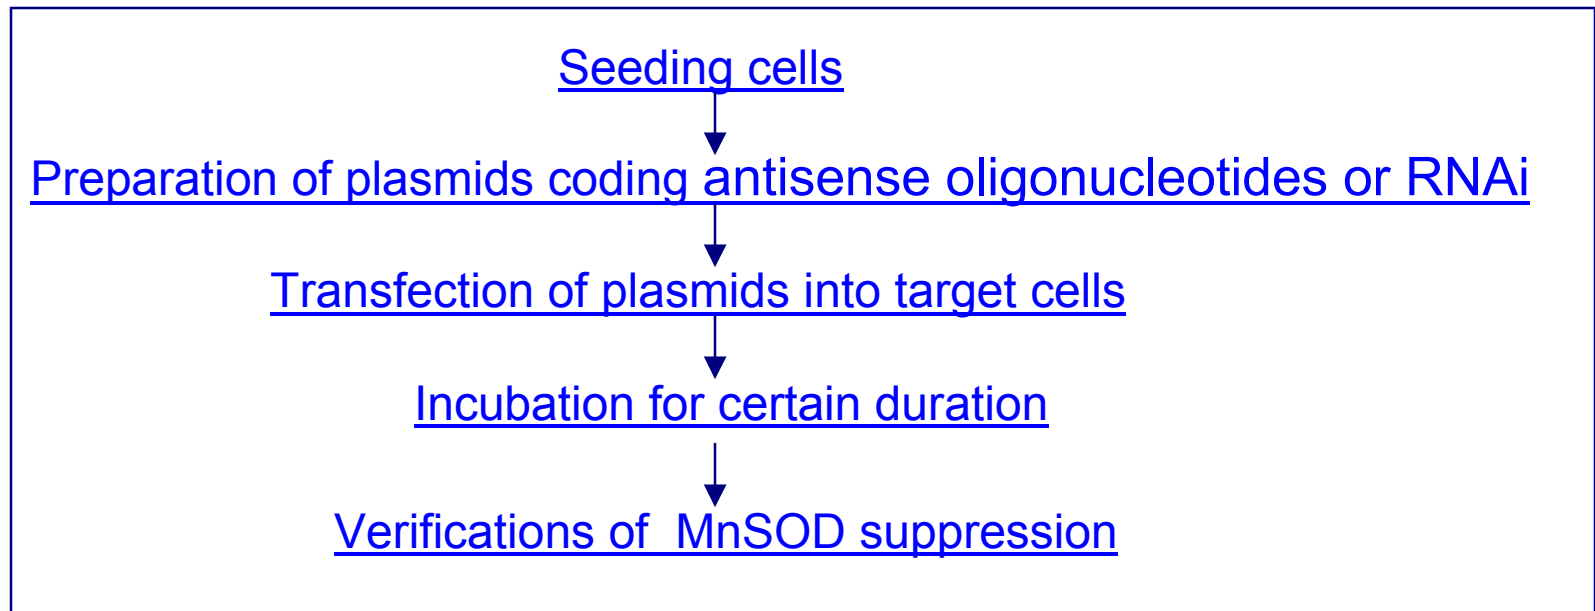 Seeding cells
Preparation of plasmids coding antisense oligonucleotides or RNAi
Transfection of plasmids into target cells
Incubation for certain duration
Verifications of MnSOD suppression